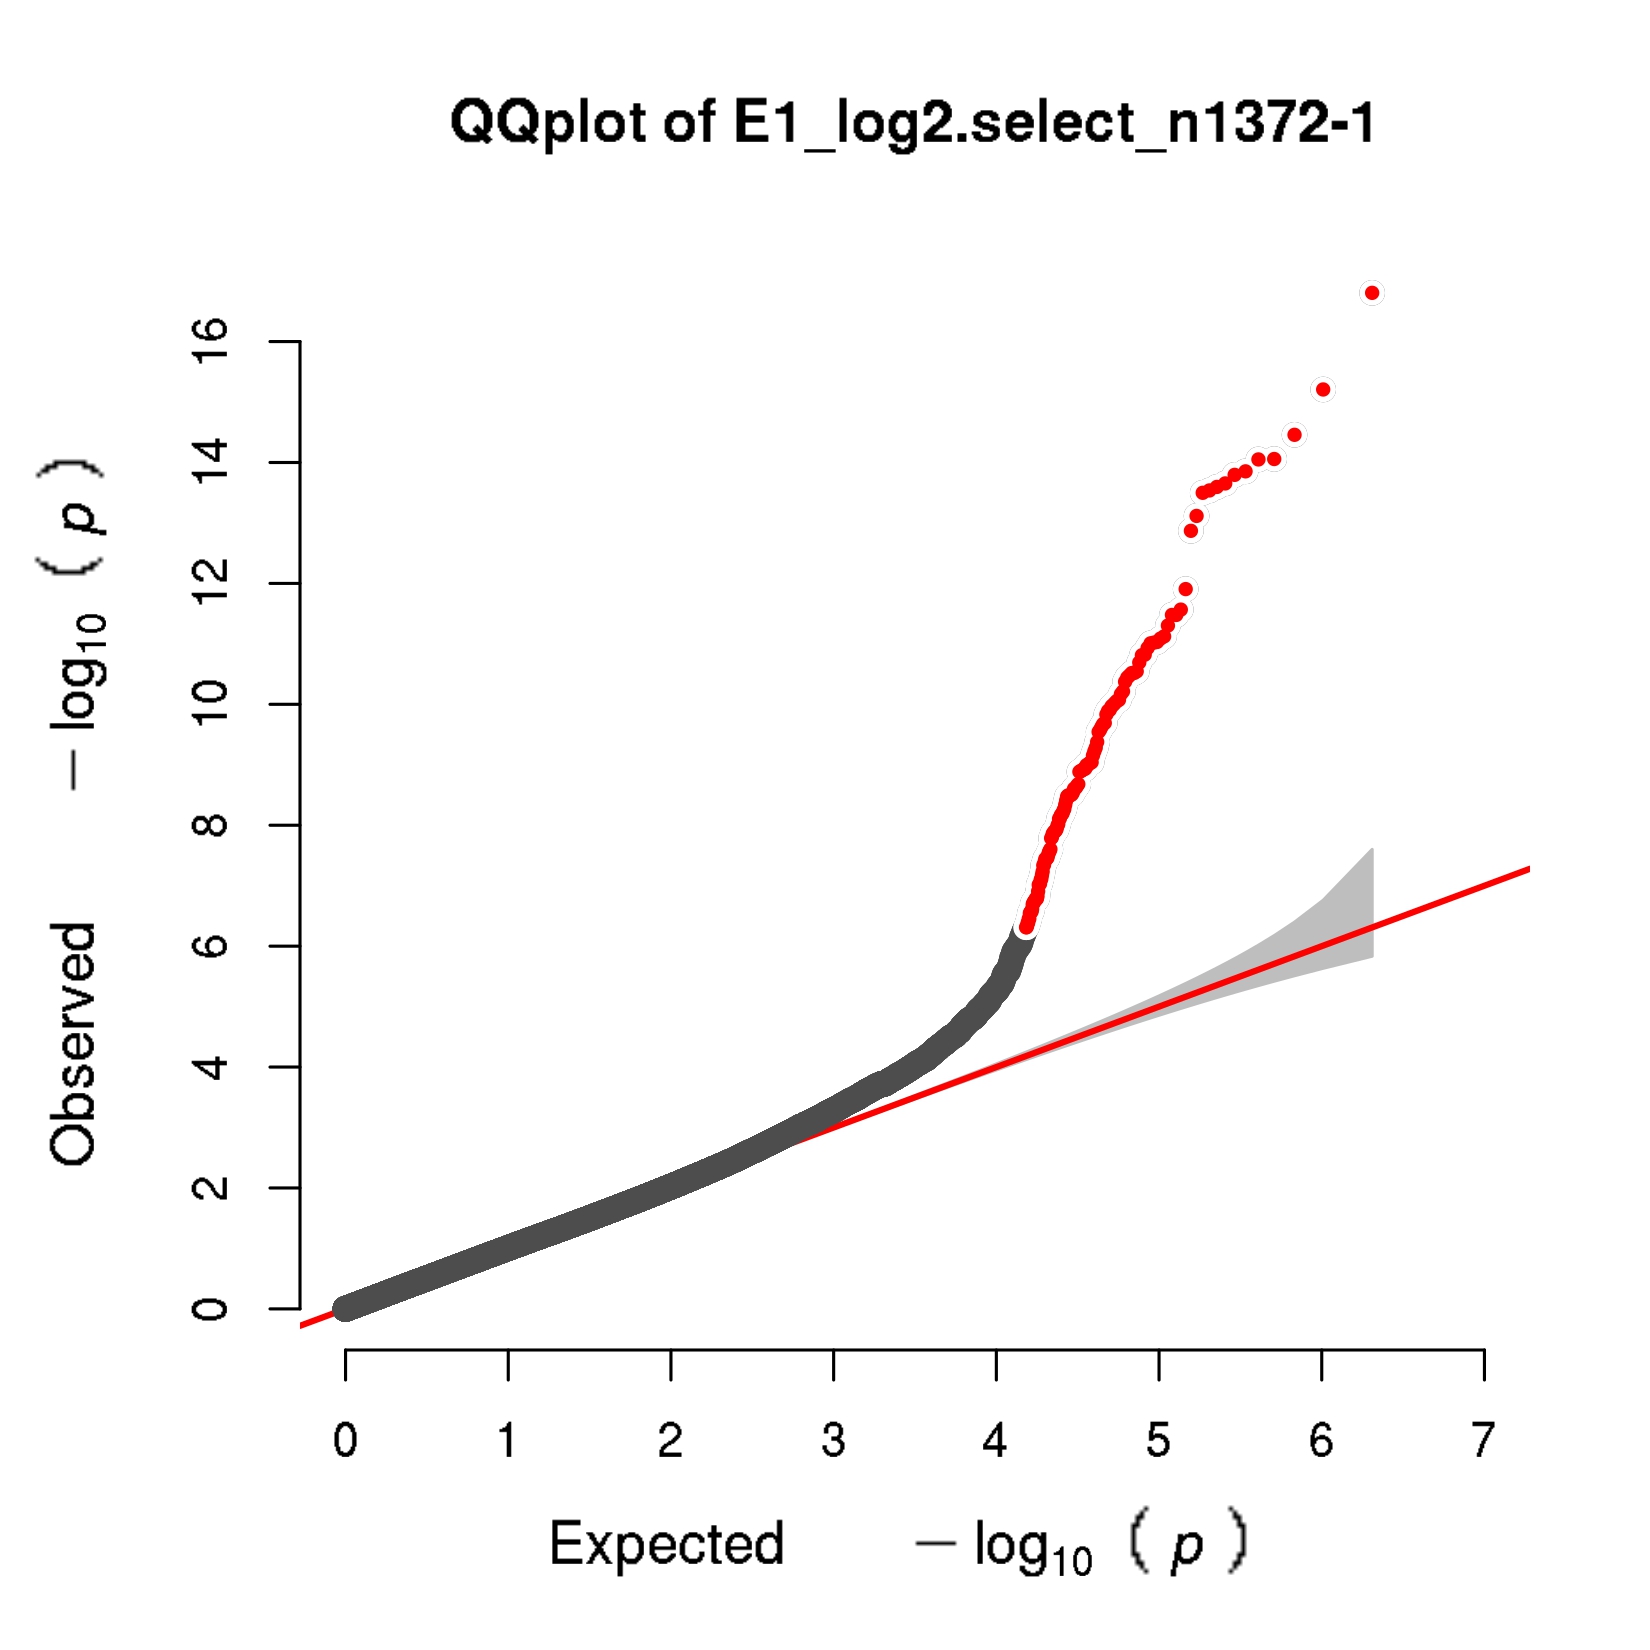 QQplot of E1_log2.select_n1372-1
Observed −log10 (p)
16
14
12
10
8
6
4
2
0
0 1 2 3 4 5 6 7
Expected −log10 (p)